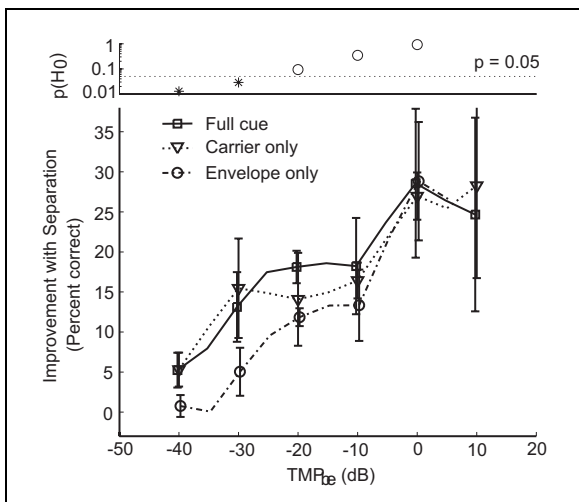 1
0.1
0.01
p(H0)
p = 0.05
35
30
25
20
15
10
5
0
Improvement with Separation
(Percent correct)
Full cue
Carrier only
Envelope only
-50 -40 -30 -20 -10 0 10 20
TMPbe (dB)